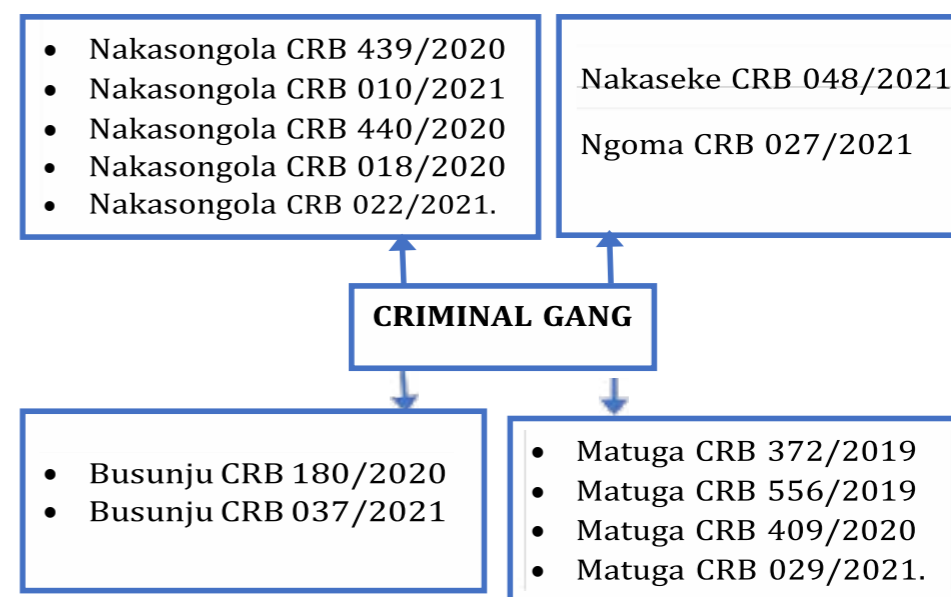 • Nakasongola CRB 439/2020
• Nakasongola CRB 010/2021
• Nakasongola CRB 440/2020
• Nakasongola CRB 018/2020
• Nakasongola CRB 022/2021.
Nakaseke CRB 048/2021
Ngoma CRB 027/2021
CRIMINAL GANG
• Busunju CRB 180/2020
• Busunju CRB 037/2021
• Matuga CRB 372/2019
• Matuga CRB 556/2019
• Matuga CRB 409/2020
• Matuga CRB 029/2021.